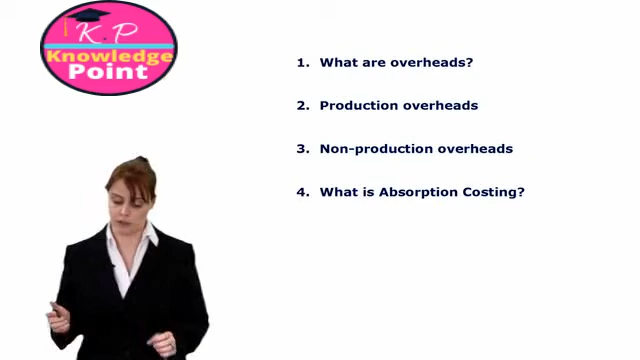 K.P
Knowledge
Point
1. What are overheads?
2. Production overheads
3. Non-production overheads
4. What is Absorption Costing?